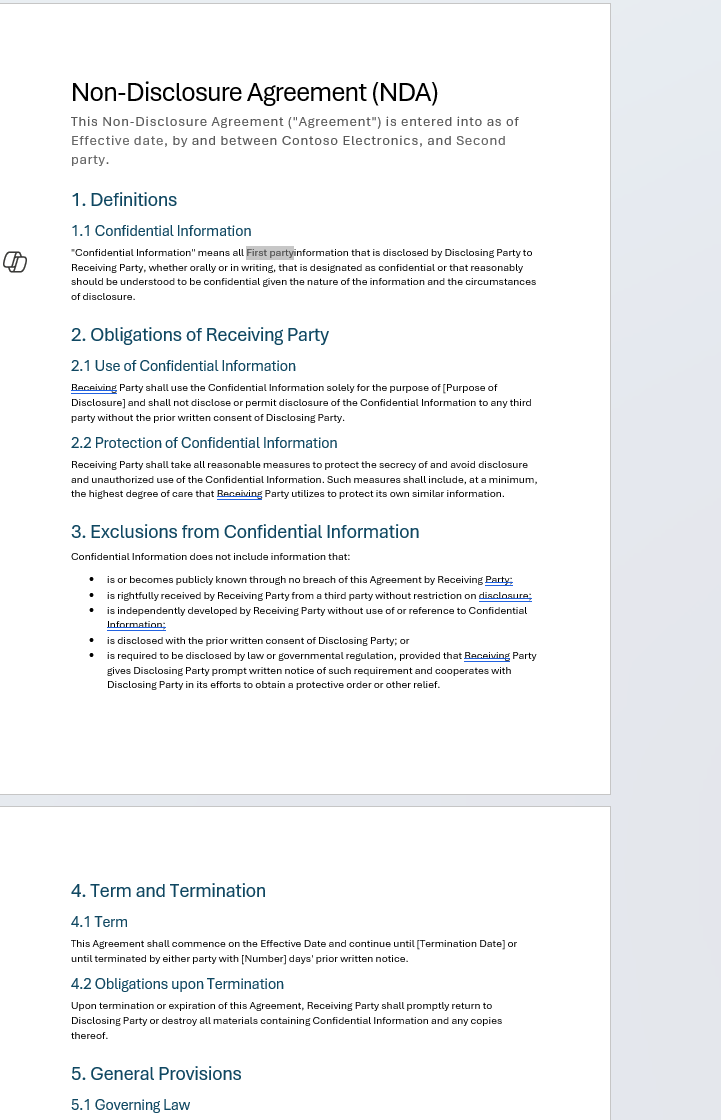 Non-Disclosure Agreement (NDA)
This Non-Disclosure Agreement ("Agreement") is entered into as of
Effective date, by and between Contoso Electronics, and Second
party.
1. Definitions
1.1 Confidential Information
"Confidential Information" means all First partyinformation that is disclosed by Disclosing Party to
Receiving Party, whether orally or in writing, that is designated as confidential or that reasonably
should be understood to be confidential given the nature of the information and the circumstances
of disclosure.
2. Obligations of Receiving Party
2.1 Use of Confidential Information
Receiving Party shall use the Confidential Information solely for the purpose of [Purpose of
Disclosure] and shall not disclose or permit disclosure of the Confidential Information to any third
party without the prior written consent of Disclosing Party.
2.2 Protection of Confidential Information
Receiving Party shall take all reasonable measures to protect the secrecy of and avoid disclosure
and unauthorized use of the Confidential Information. Such measures shall include, at a minimum,
the highest degree of care that Receiving Party utilizes to protect its own similar information.
3. Exclusions from Confidential Information
Confidential Information does not include information that:
• is or becomes publicly known through no breach of this Agreement by Receiving Party;
• is rightfully received by Receiving Party from a third party without restriction on disclosure;
• is independently developed by Receiving Party without use of or reference to Confidential
Information;
• is disclosed with the prior written consent of Disclosing Party; or
• is required to be disclosed by law or governmental regulation, provided that Receiving Party
gives Disclosing Party prompt written notice of such requirement and cooperates with
Disclosing Party in its efforts to obtain a protective order or other relief.
4. Term and Termination
4.1 Term
This Agreement shall commence on the Effective Date and continue until [Termination Date] or
until terminated by either party with [Number] days' prior written notice.
4.2 Obligations upon Termination
Upon termination or expiration of this Agreement, Receiving Party shall promptly return to
Disclosing Party or destroy all materials containing Confidential Information and any copies
thereof.
5. General Provisions
5.1 Governing Law